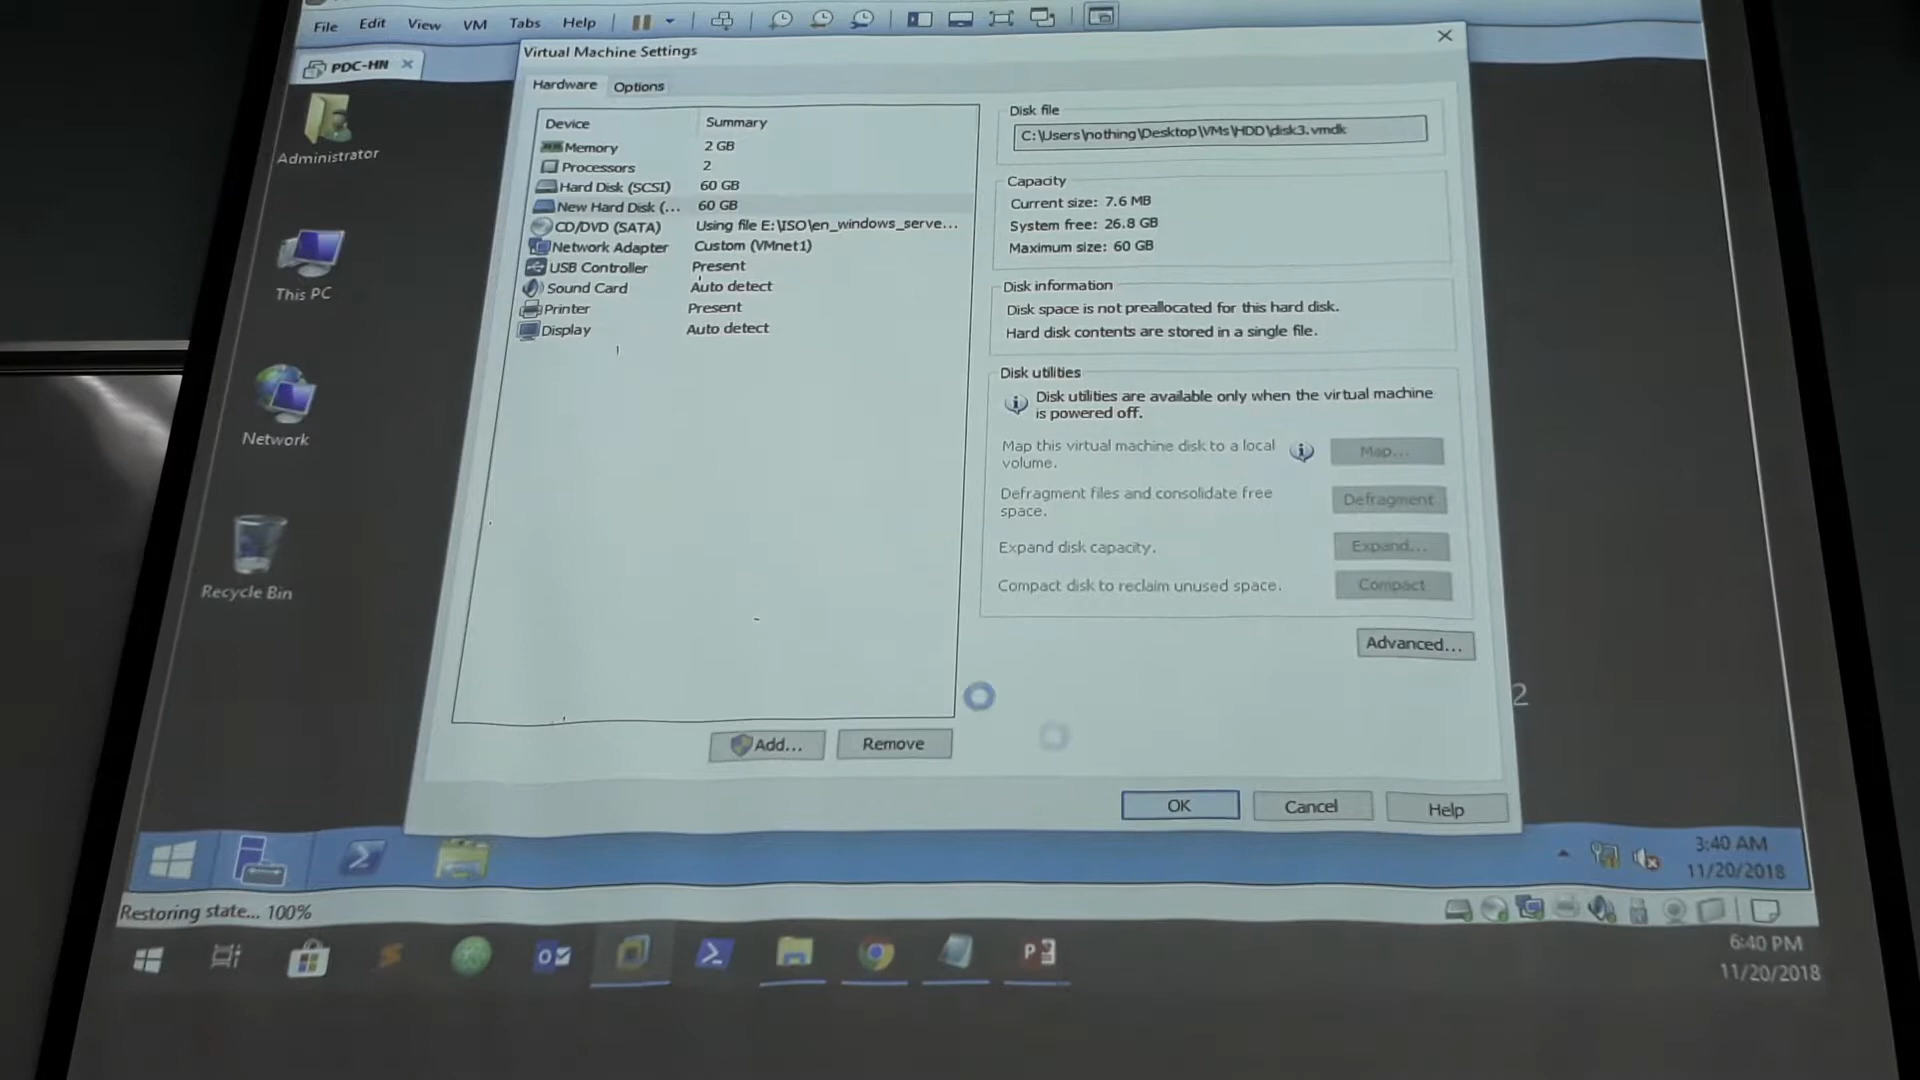 File Edit View VM Tabs Help
Virtual Machine Settings
PDC-HN
Hardware Options
Device Summary
Memory 2 GB
Processors 2
Hard Disk (SCSI) 60 GB
New Hard Disk (... 60 GB
CD/DVD (SATA) Using file E:\ISO\en_windows_serve...
Network Adapter Custom (VMnet1)
USB Controller Present
Sound Card Auto detect
Printer Present
Display Auto detect
Disk file
C:\Users\nothing\Desktop\VMs\HDD\disk3.vmdk
Capacity
Current size: 7.6 MB
System free: 26.8 GB
Maximum size: 60 GB
Disk information
Disk space is not preallocated for this hard disk.
Hard disk contents are stored in a single file.
Disk utilities
Disk utilities are available only when the virtual machine
is powered off.
Map this virtual machine disk to a local
volume.
Map...
Defragment files and consolidate free
space.
Defragment
Expand disk capacity.
Expand...
Compact disk to reclaim unused space.
Compact
Advanced...
Add... Remove
OK Cancel Help
Administrator
This PC
Network
Recycle Bin
2
3:40 AM
11/20/2018
Restoring state... 100%
6:40 PM
11/20/2018